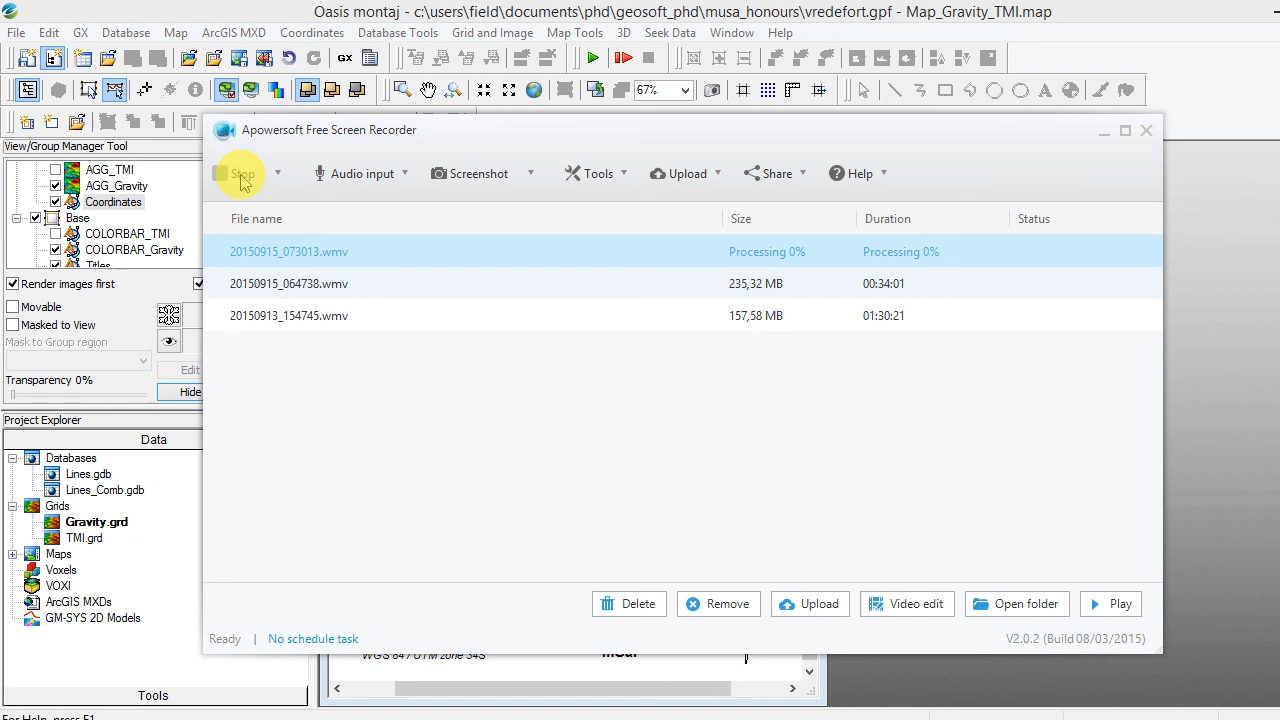 Oasis montaj - c:\users\field\documents\phd\geosoft_phd\musa_honours\vredefort.gpf - Map_Gravity_TMI.map
File Edit GX Database Map ArcGIS MXD Coordinates Database Tools Grid and Image Map Tools 3D Seek Data Window Help
GX
67%
View/Group Manager Tool
AGG_TMI
AGG_Gravity
Coordinates
Base
COLORBAR_TMI
COLORBAR_Gravity
Titles
Render images first
Movable
Masked to View
Mask to Group region
Edit
Transparency 0%
Hide
Apowersoft Free Screen Recorder
Stop Audio input Screenshot Tools Upload Share Help
File name Size Duration Status
20150915_073013.wmv Processing 0% Processing 0%
20150915_064738.wmv 235,32 MB 00:34:01
20150913_154745.wmv 157,58 MB 01:30:21
Delete Remove Upload Video edit Open folder Play
Ready | No schedule task V2.0.2 (Build 08/03/2015)
Project Explorer
Data
Databases
Lines.gdb
Lines_Comb.gdb
Grids
Gravity.grd
TMI.grd
Maps
Voxels
VOXI
ArcGIS MXDs
GM-SYS 2D Models
Tools
WGS 84 / UTM zone 34S mGal
For Help, press F1